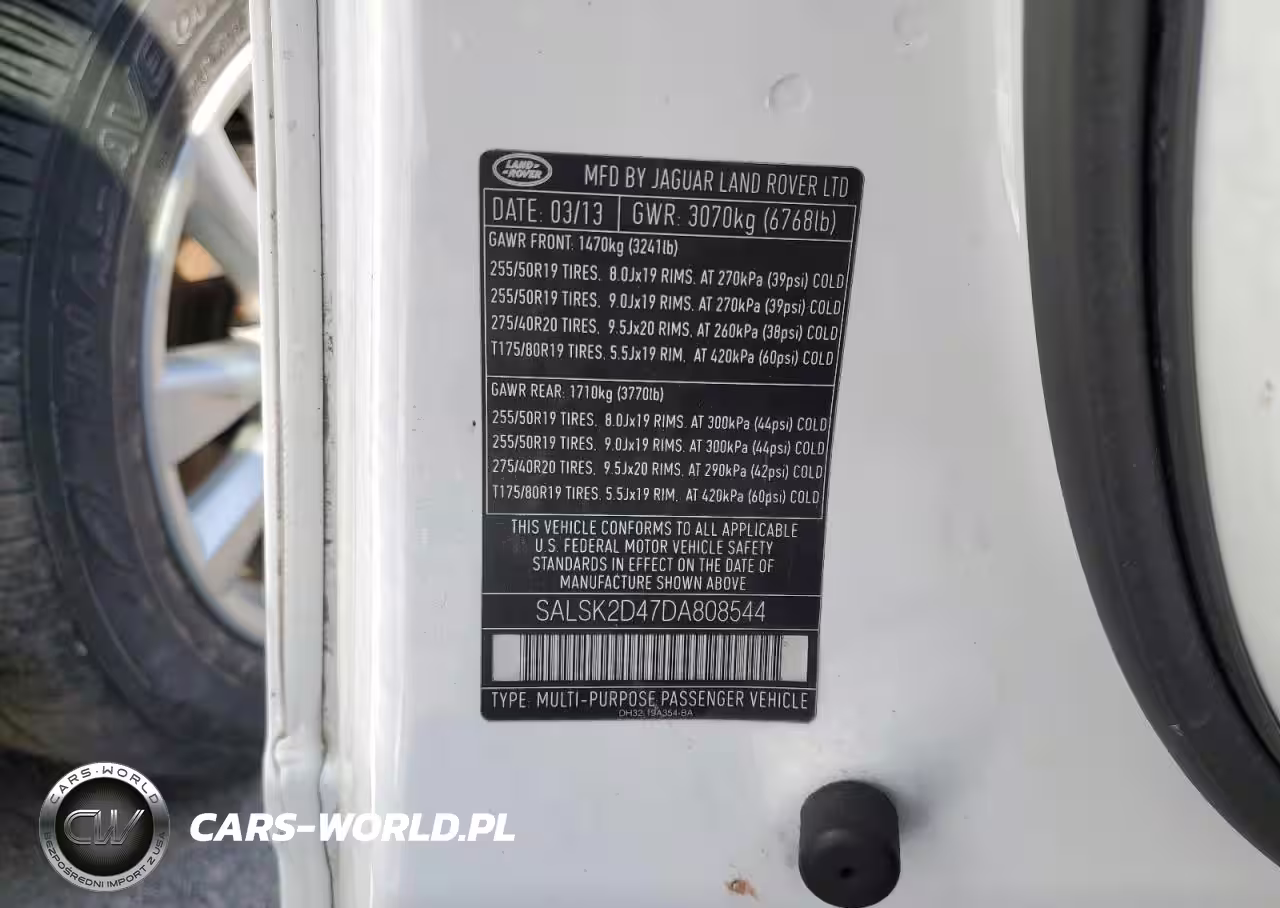 LAND-
-ROVER
MFD BY JAGUAR LAND ROVER LTD
DATE: 03/13 GWR: 3070kg (6768lb)
GAWR FRONT: 1470kg (3241lb)
255/50R19 TIRES. 8.0Jx19 RIMS. AT 270kPa (39psi) COLD
255/50R19 TIRES. 9.0Jx19 RIMS. AT 270kPa (39psi) COLD
275/40R20 TIRES. 9.5Jx20 RIMS. AT 260kPa (38psi) COLD
T175/80R19 TIRES. 5.5Jx19 RIM. AT 420kPa (60psi) COLD
GAWR REAR: 1710kg (3770lb)
255/50R19 TIRES. 8.0Jx19 RIMS. AT 300kPa (44psi) COLD
255/50R19 TIRES. 9.0Jx19 RIMS. AT 300kPa (44psi) COLD
275/40R20 TIRES. 9.5Jx20 RIMS. AT 290kPa (42psi) COLD
T175/80R19 TIRES. 5.5Jx19 RIM. AT 420kPa (60psi) COLD
THIS VEHICLE CONFORMS TO ALL APPLICABLE
U.S. FEDERAL MOTOR VEHICLE SAFETY
STANDARDS IN EFFECT ON THE DATE OF
MANUFACTURE SHOWN ABOVE
SALSK2D47DA808544
TYPE: MULTI-PURPOSE PASSENGER VEHICLE
DH32 19A354-BA
CARS-WORLD
CW
BEZPOŚREDNI IMPORT Z USA
CARS-WORLD.PL